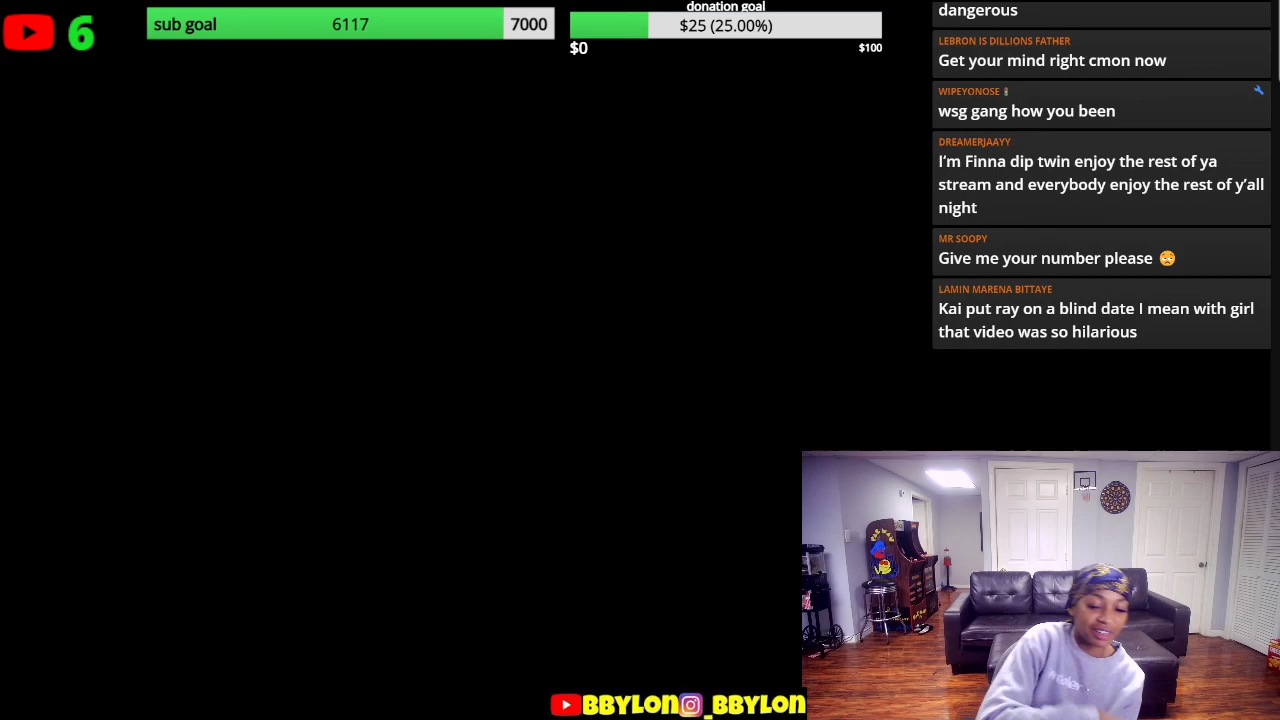 6
sub goal 6117 7000
donation goal
$25 (25.00%)
$0 $100
dangerous
LEBRON IS DILLIONS FATHER
Get your mind right cmon now
WIPEYONOSE
wsg gang how you been
DREAMERJAAYY
I'm Finna dip twin enjoy the rest of ya
stream and everybody enjoy the rest of y'all
night
MR SOOPY
Give me your number please 😳
LAMIN MARENA BITTAYE
Kai put ray on a blind date I mean with girl
that video was so hilarious
BBYLON _BBYLON